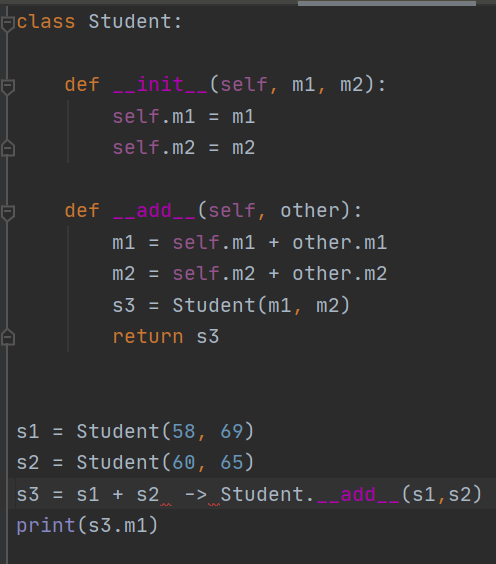 class Student:
def __init__(self, m1, m2):
self.m1 = m1
self.m2 = m2
def __add__(self, other):
m1 = self.m1 + other.m1
m2 = self.m2 + other.m2
s3 = Student(m1, m2)
return s3
s1 = Student(58, 69)
s2 = Student(60, 65)
s3 = s1 + s2  -> Student.__add__(s1,s2)
print(s3.m1)